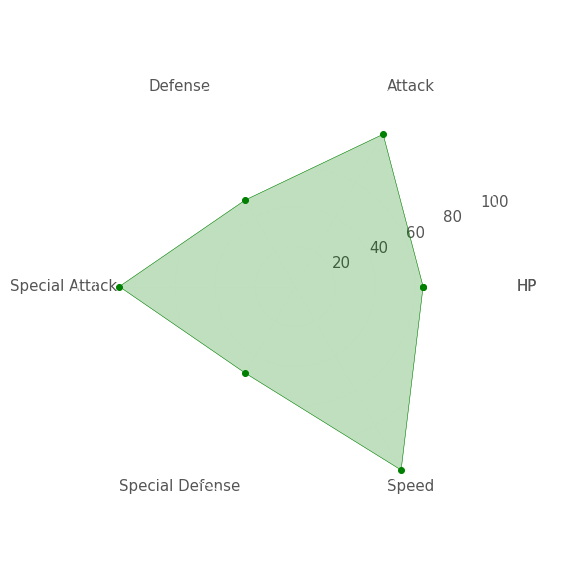 Defense
Attack
100
80
60
40
20
Special Attack
HP
Special Defense
Speed